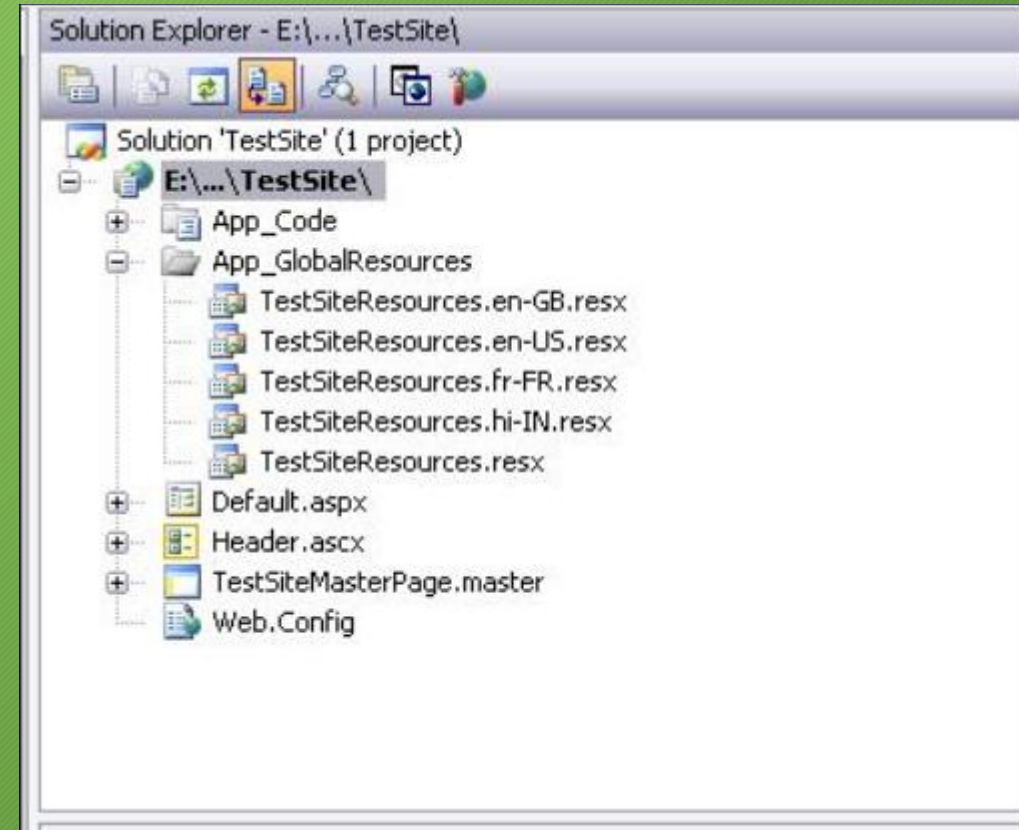 Solution Explorer - E:\...\TestSite\
Solution 'TestSite' (1 project)
E:\...\TestSite\
App_Code
App_GlobalResources
TestSiteResources.en-GB.resx
TestSiteResources.en-US.resx
TestSiteResources.fr-FR.resx
TestSiteResources.hi-IN.resx
TestSiteResources.resx
Default.aspx
Header.ascx
TestSiteMasterPage.master
Web.Config